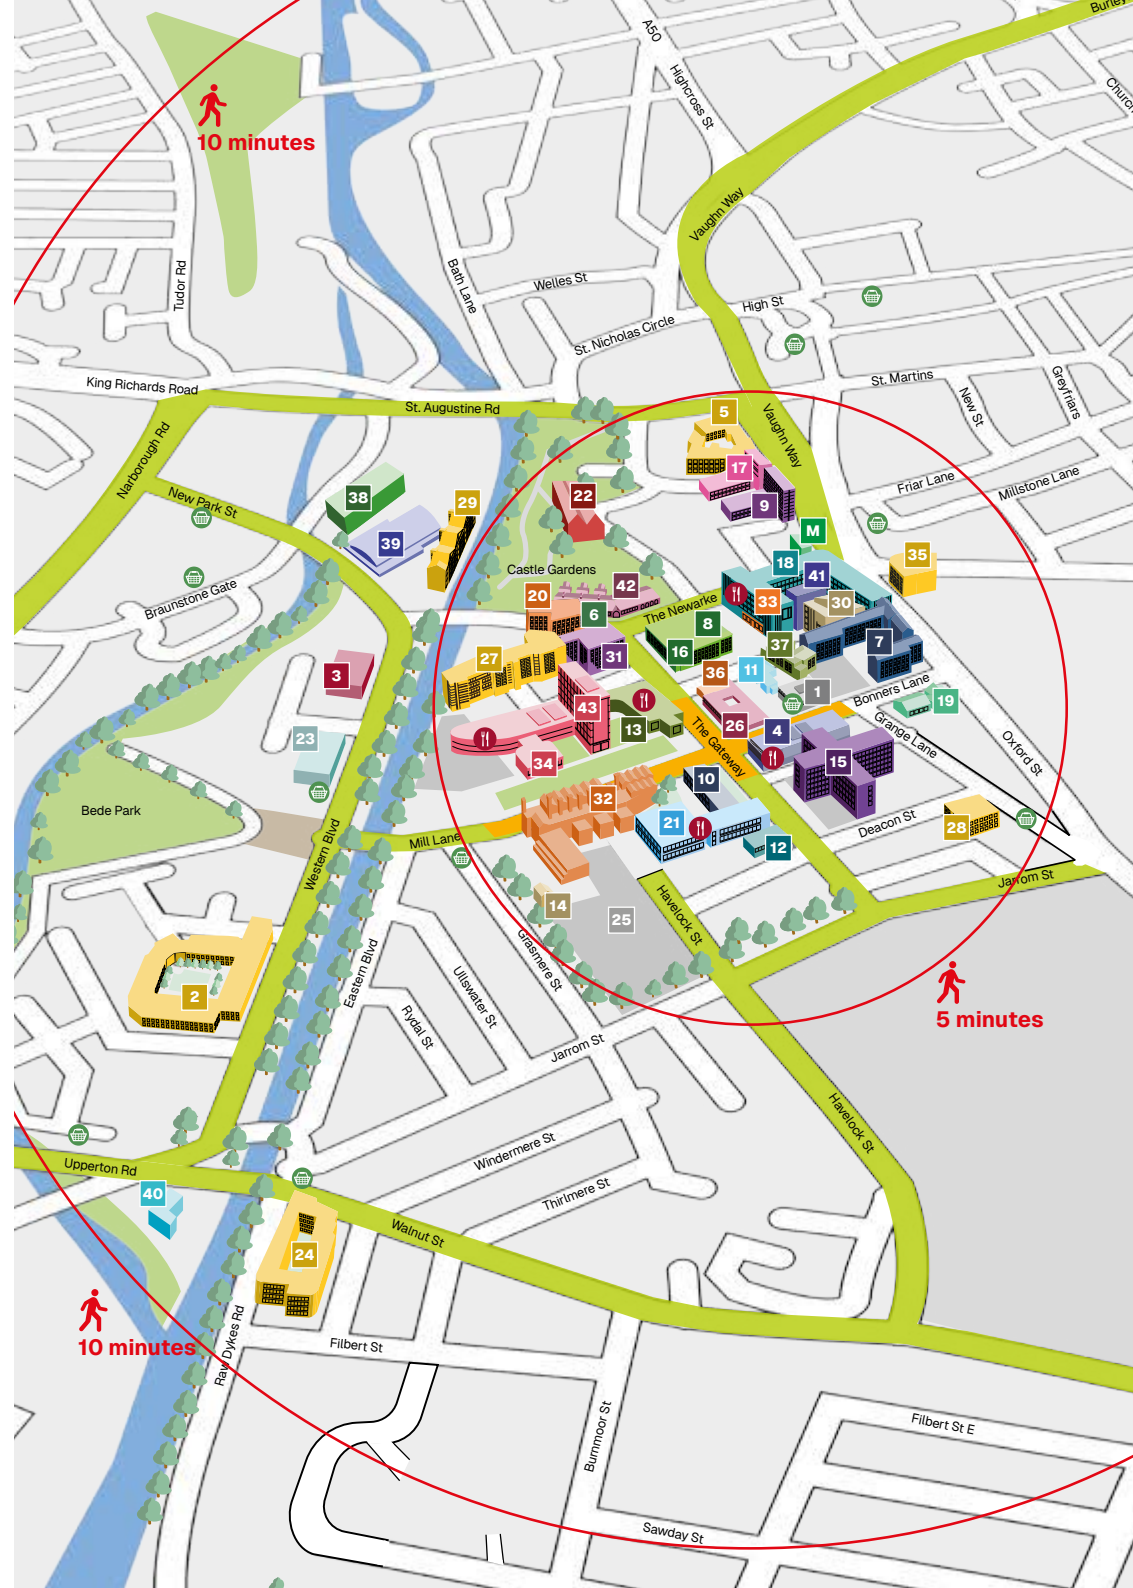 Burley
A50
Highcross St
Church
10 minutes
Vaughn Way
Tudor Rd
Bath Lane
Welles St
High St
St. Nicholas Circle
King Richards Road
St. Martins
Greyfriars
New St
St. Augustine Rd
5
Vaughn Way
Narborough Rd
17
Friar Lane
Millstone Lane
New Park St
38
29
22
9
M
39
35
Castle Gardens
18
41
Braunstone Gate
20
42
The Newarke
33
30
6
8
7
16
37
27
31
3
36
11
1
Bonners Lane
19
43
13
26
4
Grange Lane
The Gateway
23
34
15
Oxford St
10
32
Bede Park
21
Deacon St
28
Mill Lane
12
Western Blvd
Jarrom St
14
25
Havelock St
Grasmere St
Eastern Blvd
Ullswater St
2
5 minutes
Rydal St
Jarrom St
Havelock St
Windermere St
Upperton Rd
40
Thirlmere St
Walnut St
24
10 minutes
Raw Dykes Rd
Filbert St
Burnmoor St
Filbert St E
Sawday St